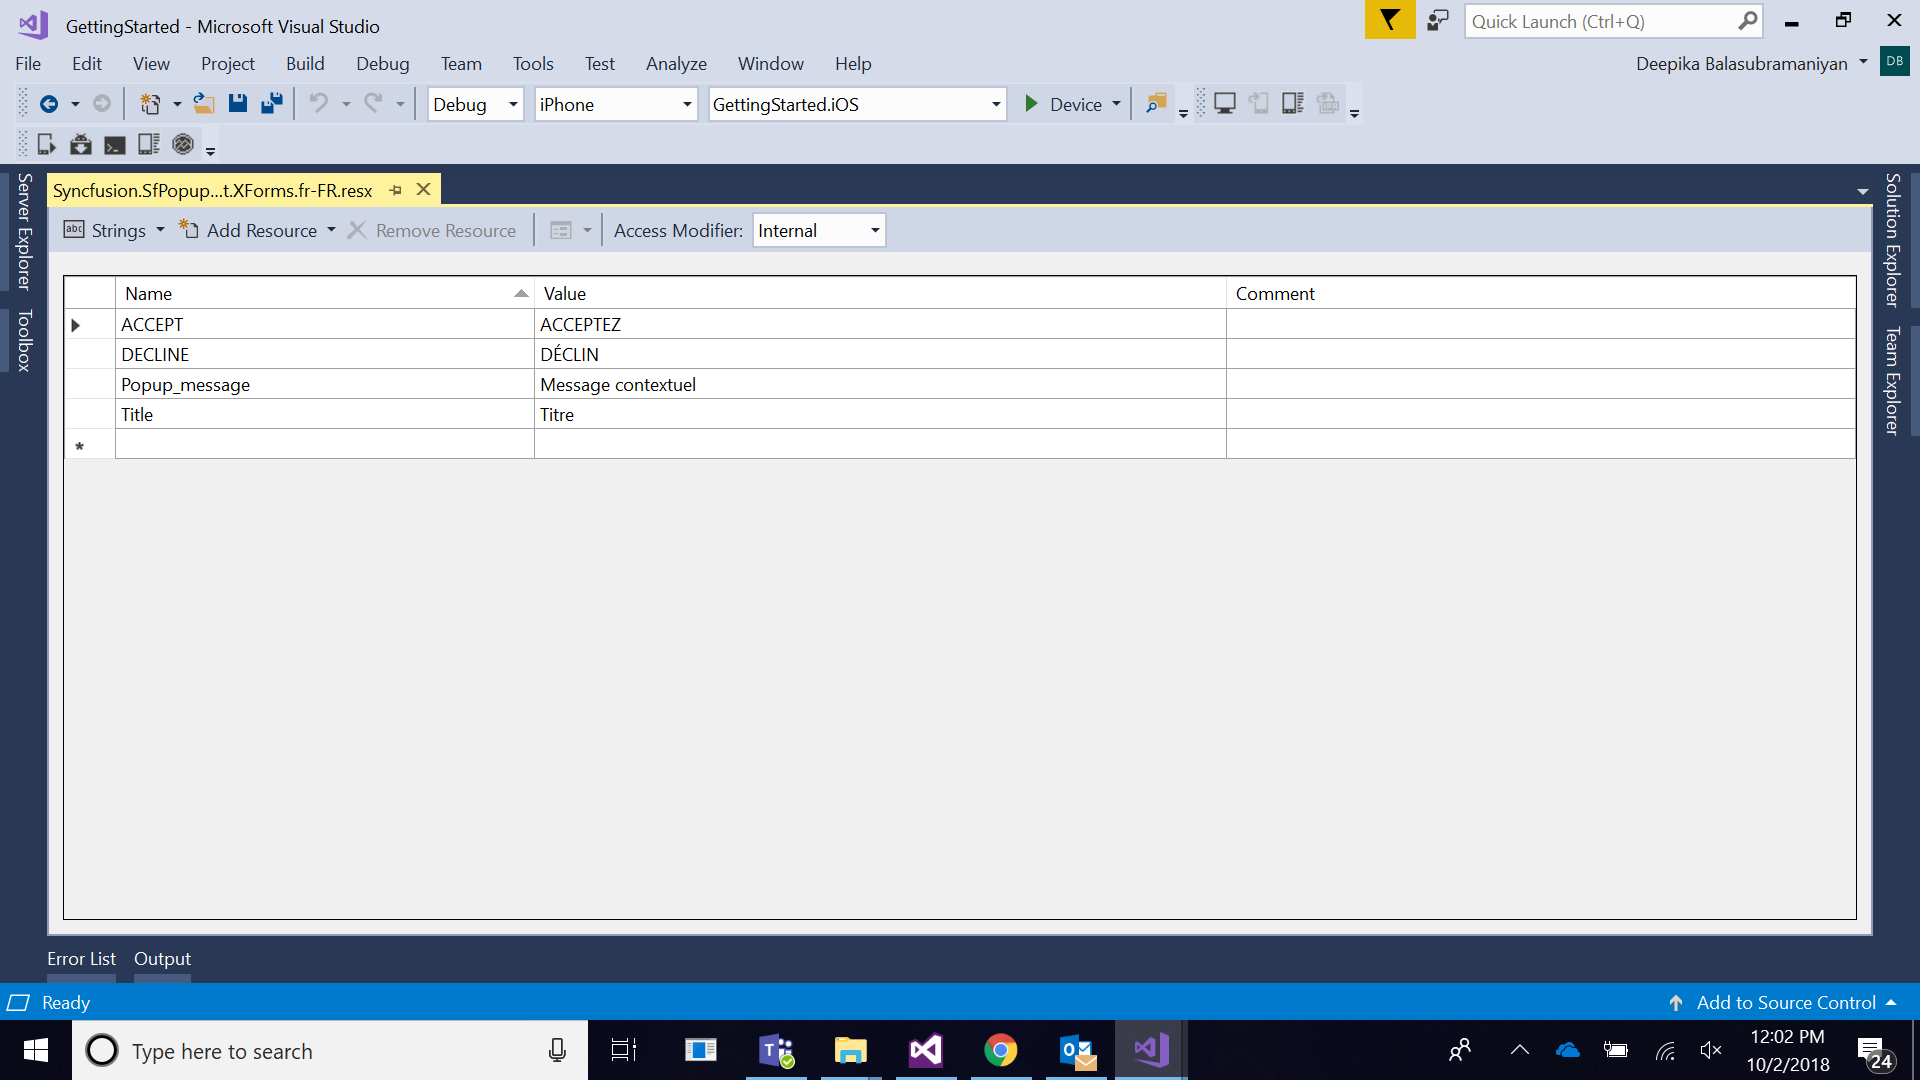 GettingStarted - Microsoft Visual Studio
Quick Launch (Ctrl+Q)
File Edit View Project Build Debug Team Tools Test Analyze Window Help
Deepika Balasubramaniyan DB
Debug iPhone GettingStarted.iOS Device
Server Explorer
Toolbox
Syncfusion.SfPopup...t.XForms.fr-FR.resx
Solution Explorer
Team Explorer
abc Strings Add Resource Remove Resource Access Modifier: Internal
Name Value Comment
ACCEPT ACCEPTEZ
DECLINE DÉCLIN
Popup_message Message contextuel
Title Titre
*
Error List Output
Ready Add to Source Control
Type here to search
12:02 PM
10/2/2018
24